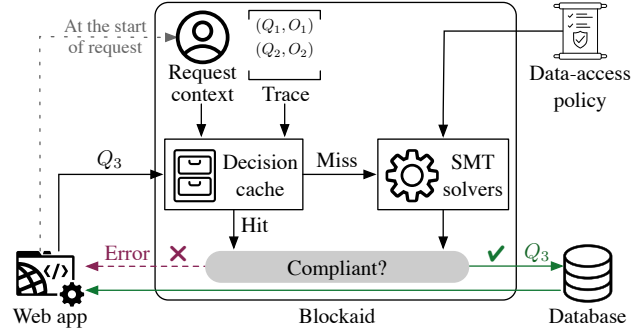 At the start
of request
(Q₁, O₁)
(Q₂, O₂)
Request
context
Trace
Data-access
policy
Q₃
Decision
cache
Miss
SMT
solvers
Hit
Error
✘
Compliant?
✔
Q₃
</>
Web app
Blockaid
Database